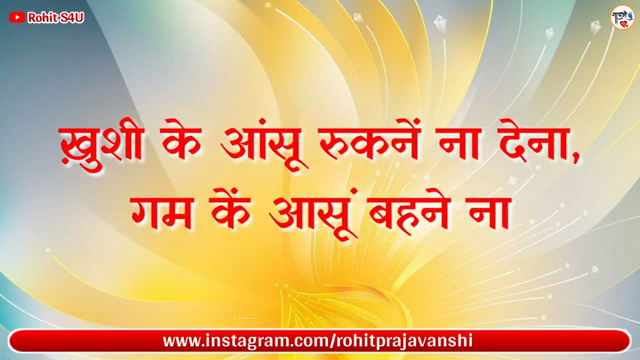 Rohit S4U
ख़ुशी के आंसू रुकनें ना देना,
गम कें आसूं बहने ना
www.instagram.com/rohitprajavanshi